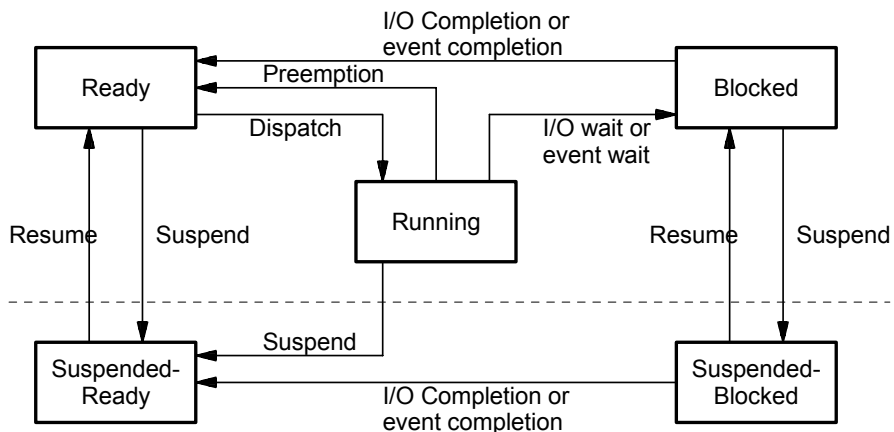 I/O Completion or
event completion
Ready
Preemption
Blocked
Dispatch
I/O wait or
event wait
Running
Resume
Suspend
Resume
Suspend
Suspend
Suspended-
Ready
Suspended-
Blocked
I/O Completion or
event completion